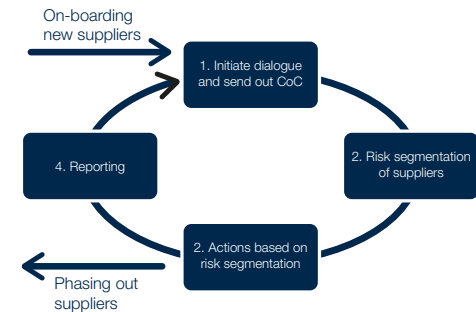 On-boarding
new suppliers
1. Initiate dialogue
and send out CoC
2. Risk segmentation
of suppliers
4. Reporting
2. Actions based on
risk segmentation
Phasing out
suppliers